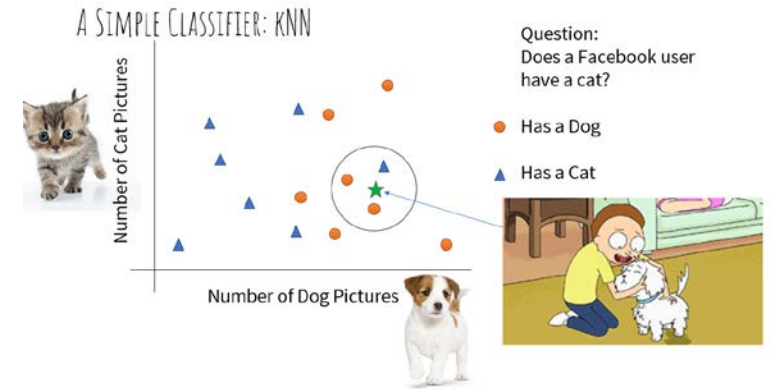 A SIMPLE CLASSIFIER: KNN
Question:
Does a Facebook user
have a cat?
Has a Dog
Has a Cat
Number of Cat Pictures
Number of Dog Pictures